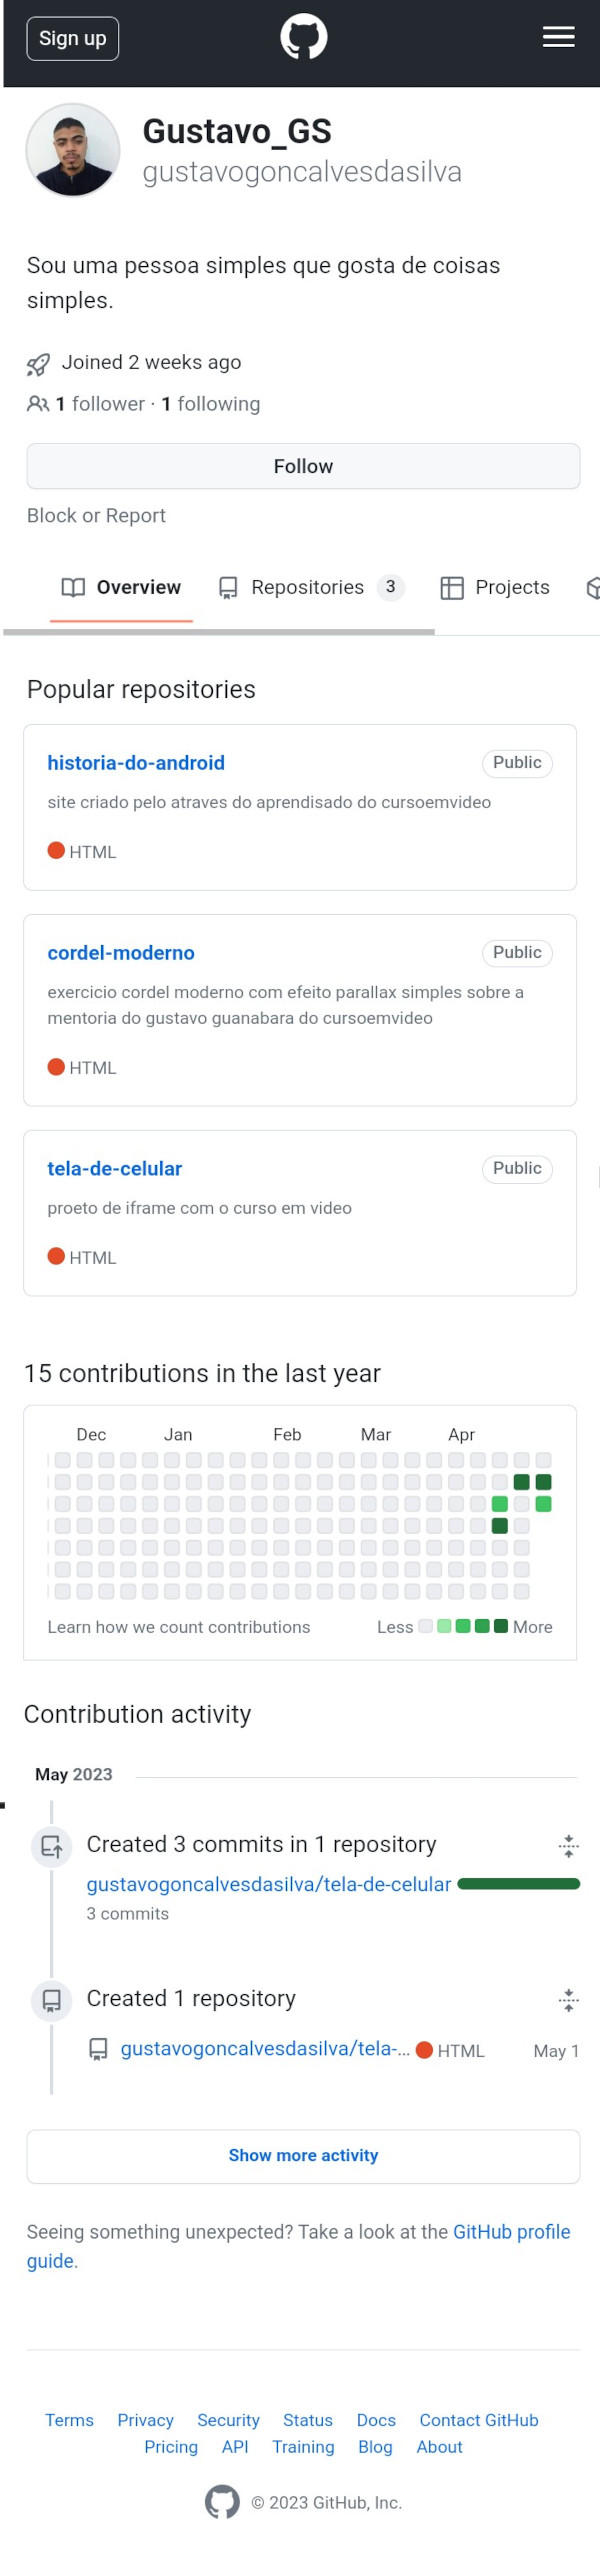 Sign up
Gustavo_GS
gustavogoncalvesdasilva
Sou uma pessoa simples que gosta de coisas
simples.
Joined 2 weeks ago
1 follower · 1 following
Follow
Block or Report
Overview
Repositories 3
Projects
Popular repositories
historia-do-android
Public
site criado pelo atraves do aprendisado do cursoemvideo
HTML
cordel-moderno
Public
exercicio cordel moderno com efeito parallax simples sobre a
mentoria do gustavo guanabara do cursoemvideo
HTML
tela-de-celular
Public
proeto de iframe com o curso em video
HTML
15 contributions in the last year
Dec Jan Feb Mar Apr
Learn how we count contributions
Less More
Contribution activity
May 2023
Created 3 commits in 1 repository
gustavogoncalvesdasilva/tela-de-celular
3 commits
Created 1 repository
gustavogoncalvesdasilva/tela-... HTML May 1
Show more activity
Seeing something unexpected? Take a look at the GitHub profile
guide.
Terms Privacy Security Status Docs Contact GitHub
Pricing API Training Blog About
© 2023 GitHub, Inc.